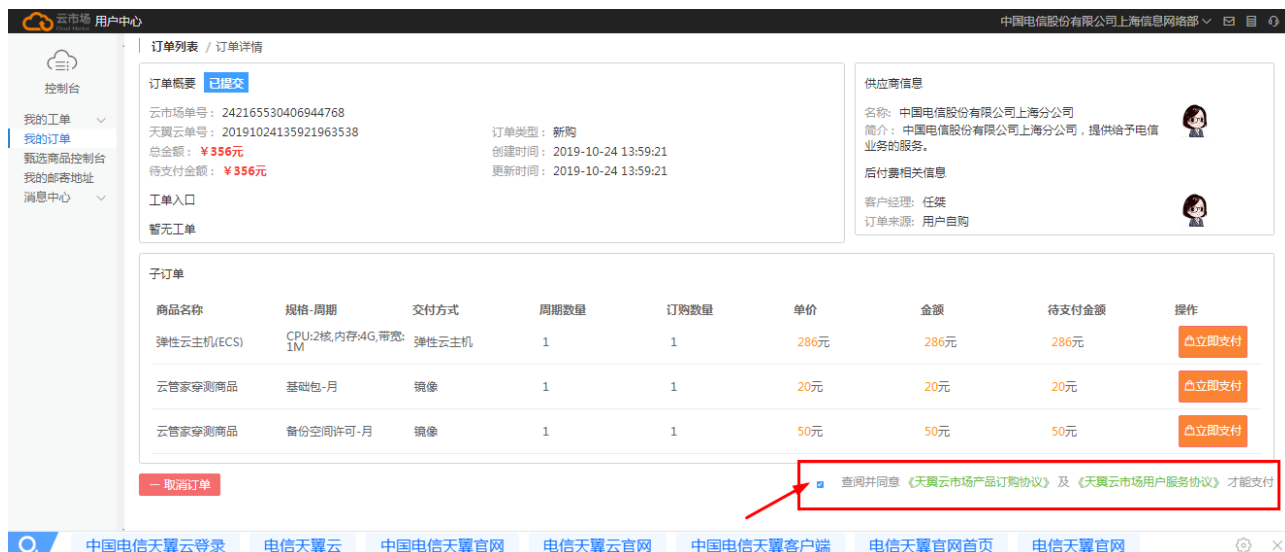 云市场 用户中心 中国电信股份有限公司上海信息网络部
Cloud Market
控制台
我的工单
我的订单
甄选商品控制台
我的邮寄地址
消息中心
订单列表 / 订单详情
订单概要 已提交
云市场单号: 242165530406944768
天翼云单号: 20191024135921963538 订单类型: 新购
总金额: ¥356元 创建时间: 2019-10-24 13:59:21
待支付金额: ¥356元 更新时间: 2019-10-24 13:59:21
工单入口
暂无工单
供应商信息
名称: 中国电信股份有限公司上海分公司
简介: 中国电信股份有限公司上海分公司，提供给予电信
业务的服务。
后付费相关信息
客户经理: 任桀
订单来源: 用户自购
子订单
商品名称 规格-周期 交付方式 周期数量 订购数量 单价 金额 待支付金额 操作
弹性云主机(ECS) CPU:2核,内存:4G,带宽: 弹性云主机 1 1 286元 286元 286元 立即支付
1M
云管家穿测商品 基础包-月 镜像 1 1 20元 20元 20元 立即支付
云管家穿测商品 备份空间许可-月 镜像 1 1 50元 50元 50元 立即支付
一 取消订单 查阅并同意《天翼云市场产品订购协议》及《天翼云市场用户服务协议》才能支付
中国电信天翼云登录 电信天翼云 中国电信天翼官网 电信天翼云官网 中国电信天翼客户端 电信天翼官网首页 电信天翼官网